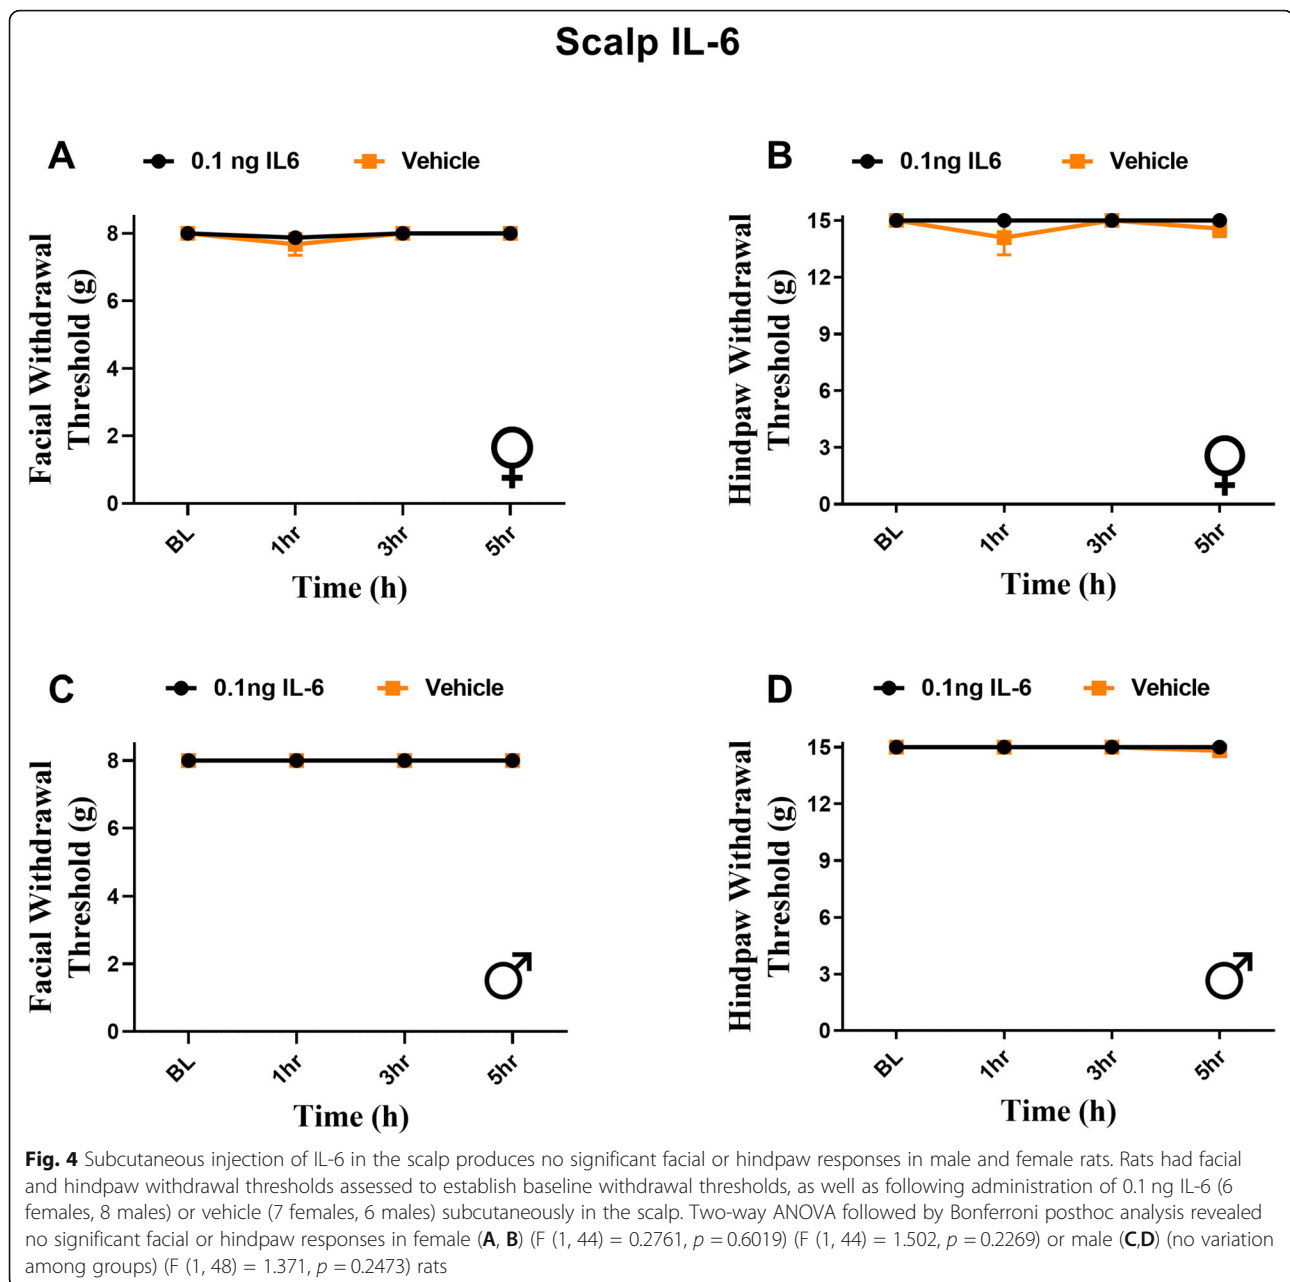 Scalp IL-6
A
0.1 ng IL6 Vehicle
Facial Withdrawal
Threshold (g)
8
6
4
2
0
BL 1hr 3hr 5hr
Time (h)
B
0.1ng IL6 Vehicle
Hindpaw Withdrawal
Threshold (g)
15
12
9
6
3
0
BL 1hr 3hr 5hr
Time (h)
C
0.1ng IL-6 Vehicle
Facial Withdrawal
Threshold (g)
8
6
4
2
0
BL 1hr 3hr 5hr
Time (h)
D
0.1ng IL-6 Vehicle
Hindpaw Withdrawal
Threshold (g)
15
12
9
6
3
0
BL 1hr 3hr 5hr
Time (h)
Fig. 4 Subcutaneous injection of IL-6 in the scalp produces no significant facial or hindpaw responses in male and female rats. Rats had facial
and hindpaw withdrawal thresholds assessed to establish baseline withdrawal thresholds, as well as following administration of 0.1 ng IL-6 (6
females, 8 males) or vehicle (7 females, 6 males) subcutaneously in the scalp. Two-way ANOVA followed by Bonferroni posthoc analysis revealed
no significant facial or hindpaw responses in female (A, B) (F (1, 44) = 0.2761, p = 0.6019) (F (1, 44) = 1.502, p = 0.2269) or male (C,D) (no variation
among groups) (F (1, 48) = 1.371, p = 0.2473) rats